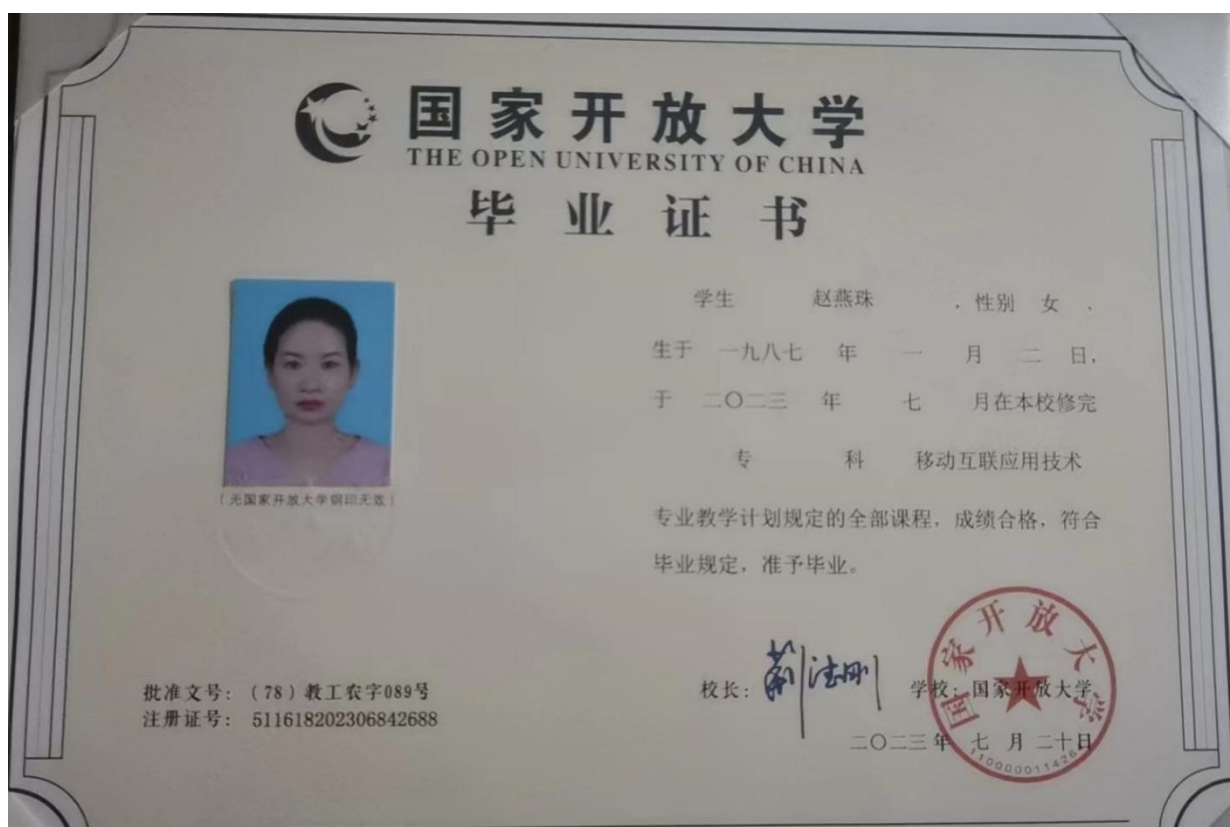 国家开放大学
THE OPEN UNIVERSITY OF CHINA
毕业证书
学生 赵燕珠 ，性别 女 ，
生于 一九八七 年 一 月 二 日，
于 二〇二三 年 七 月在本校修完
专 科 移动互联应用技术
专业教学计划规定的全部课程，成绩合格，符合
毕业规定，准予毕业。
(无国家开放大学钢印无效)
校长：荆德刚 学校：国家开放大学
二〇二三年 七 月 二十日
批准文号：(78)教工农字089号
注册证号：511618202306842688
国家开放大学